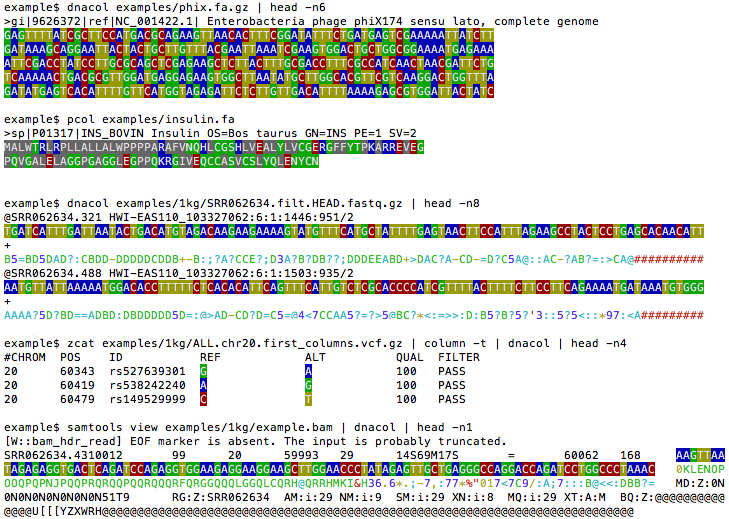 example$ dnacol examples/phix.fa.gz | head -n6
>gi|9626372|ref|NC_001422.1| Enterobacteria phage phiX174 sensu lato, complete genome
GAGTTTTATCGCTTCCATGACGCAGAAGTTAACACTTTCGGATATTTCTGATGAGTCGAAAAATTATCTT
GATAAAGCAGGAATTACTACTGCTTGTTTACGAATTAAATCGAAGTGGACTGCTGGCGGAAAATGAGAAA
ATTCGACCTATCCTTGCGCAGCTCGAGAAGCTCTTACTTTGCGACCTTTCGCCATCAACTAACGATTCTG
TCAAAAACTGACGCGTTGGATGAGGAGAAGTGGCTTAATATGCTTGGCACGTTCGTCAAGGACTGGTTTA
GATATGAGTCACATTTTGTTCATGGTAGAGATTCTCTTGTTGACATTTTAAAAGAGCGTGGATTACTATC
example$ pcol examples/insulin.fa
>sp|P01317|INS_BOVIN Insulin OS=Bos taurus GN=INS PE=1 SV=2
MALWTRLRPLLALLALWPPPPARAFVNQHLCGSHLVEALYLVCGERGFFYTPKARREVEG
PQVGALELAGGPGAGGLEGPPQKRGIVEQCCASVCSLYQLENYCN
example$ dnacol examples/1kg/SRR062634.filt.HEAD.fastq.gz | head -n8
@SRR062634.321 HWI-EAS110_103327062:6:1:1446:951/2
TGATCATTTGATTAATACTGACATGTAGACAAGAAGAAAAGTATGTTTCATGCTATTTTGAGTAACTTCCATTTAGAAGCCTACTCCTGAGCACAACATT
+
B5=BD5DAD?:CBDD-DDDDDCDDB+-B:;?A?CCE?;D3A?B?DB??;DDDEEABD+>DAC?A-CD-=D?C5A@::AC-?AB?=:>CA@##########
@SRR062634.488 HWI-EAS110_103327062:6:1:1503:935/2
AATGTTATTAAAAATGGACACCTTTTTCTCACACATTCAGTTTCATTGTCTCGCACCCCATCGTTTTACTTTTCTTCCTTCAGAAAATGATAAATGTGGG
+
AAAA?5D?BD==ADBD:DBDDDDD5D=:@>AD-CD?D=C5=@4<7CCAA5?=?>5@BC?*<:=>>:D:B5?B?5?'3::5?5<::*97:<A#########
example$ zcat examples/1kg/ALL.chr20.first_columns.vcf.gz | column -t | dnacol | head -n4
#CHROM POS ID REF ALT QUAL FILTER
20 60343 rs527639301 G A 100 PASS
20 60419 rs538242240 A G 100 PASS
20 60479 rs149529999 C T 100 PASS
example$ samtools view examples/1kg/example.bam | dnacol | head -n1
[W::bam_hdr_read] EOF marker is absent. The input is probably truncated.
SRR062634.4310012 99 20 59993 29 14S69M17S = 60062 168 AAGTTAA
TAGAGAGGTGACTCAGATCCAGAGGTGGAAGAGGAAGGAAGCTTGGAACCCTATAGAGTTGCTGAGGGCCAGGACCAGATCCTGGCCCTAAAC 0KLENOP
OOQPQPNJPQQPRQQPQQRQQQRFQRGGQQQLGGQLCQRH@QRRHMKI&H36.6*.;-7,:77*%"017<7C9/:A;7:::B@<<:DBB?= MD:Z:0N
0N0N0N0N0N0N0N51T9 RG:Z:SRR062634 AM:i:29 NM:i:9 SM:i:29 XN:i:8 MQ:i:29 XT:A:M BQ:Z:@@@@@@@@@
@@@@U[[[YZXWRH@@@@@@@@@@@@@@@@@@@@@@@@@@@@@@@@@@@@@@@@@@@@@@@@@@@@@@@@@@@@@@@@@